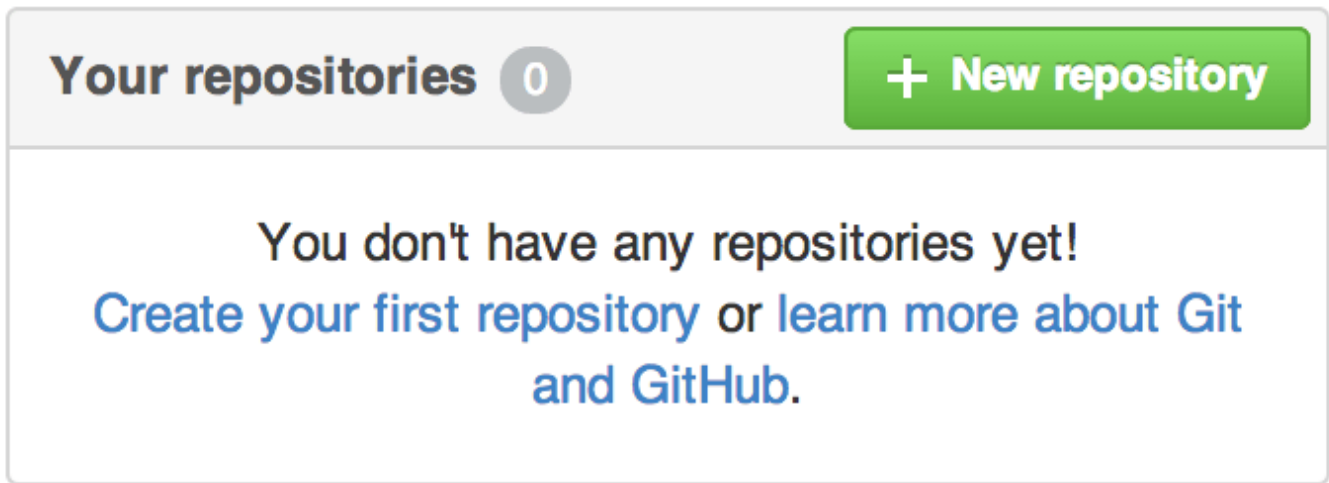 Your repositories 0
+ New repository
You don't have any repositories yet!
Create your first repository or learn more about Git
and GitHub.